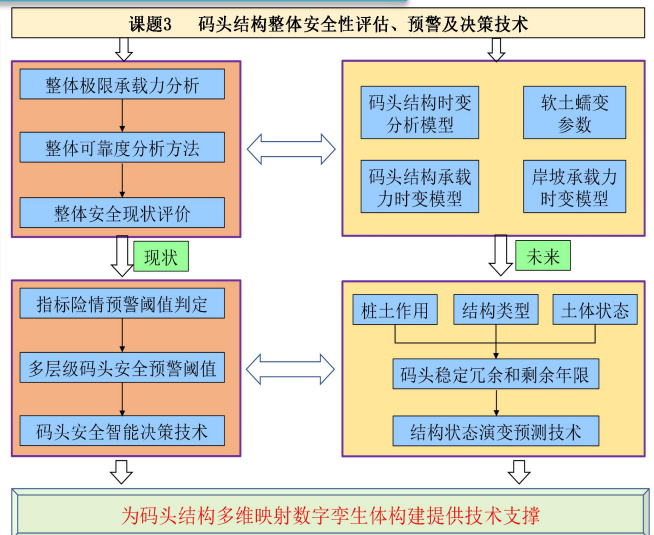 课题3 码头结构整体安全性评估、预警及决策技术
整体极限承载力分析
整体可靠度分析方法
整体安全现状评价
码头结构时变
分析模型
软土蠕变
参数
码头结构承载
力时变模型
岸坡承载力
时变模型
现状
未来
指标险情预警阈值判定
多层级码头安全预警阈值
码头安全智能决策技术
桩土作用
结构类型
土体状态
码头稳定冗余和剩余年限
结构状态演变预测技术
为码头结构多维映射数字孪生体构建提供技术支撑